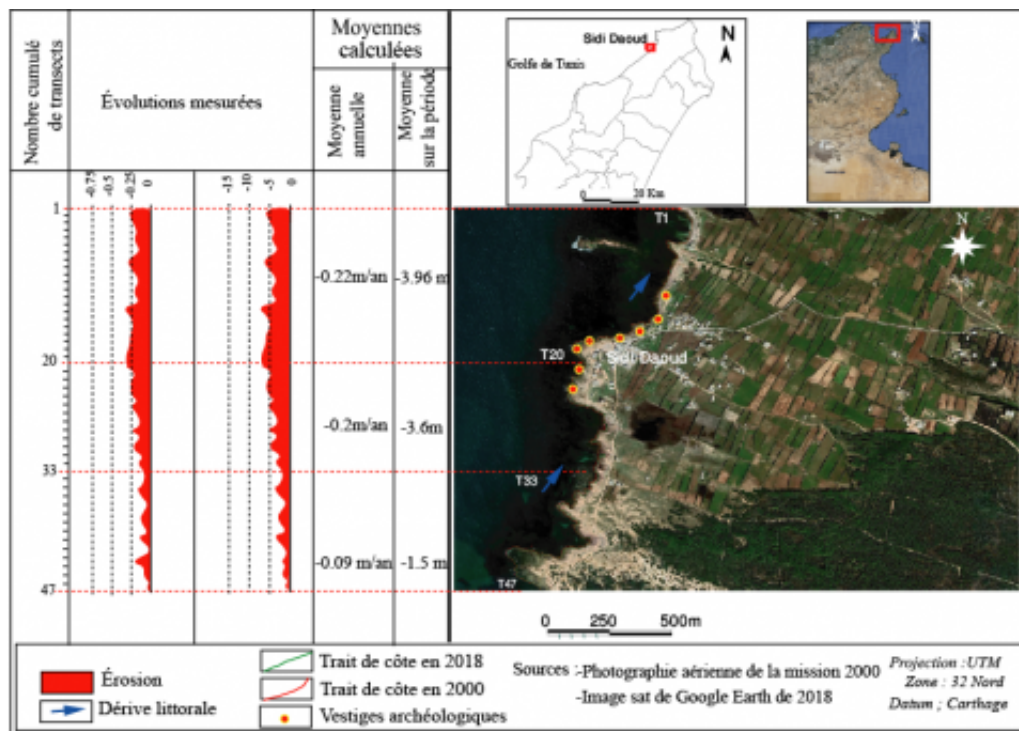 Nombre cumulé
de transects
Évolutions mesurées
Moyennes
calculées
Moyenne
annuelle
Moyenne
sur la période
-0.75
-0.5
-0.25
0
-15
-10
-5
0
1
20
33
47
-0.22m/an
-3.96 m
-0.2m/an
-3.6m
-0.09 m/an
-1.5 m
Sidi Daoud
N
Golfe de Tunis
0
30 Km
N
T1
N
T20
Sidi Daoud
T33
T47
0 250 500m
Érosion
Dérive littorale
Trait de côte en 2018
Trait de côte en 2000
Vestiges archéologiques
Sources :-Photographie aérienne de la mission 2000
-Image sat de Google Earth de 2018
Projection :UTM
Zone : 32 Nord
Datum ; Carthage